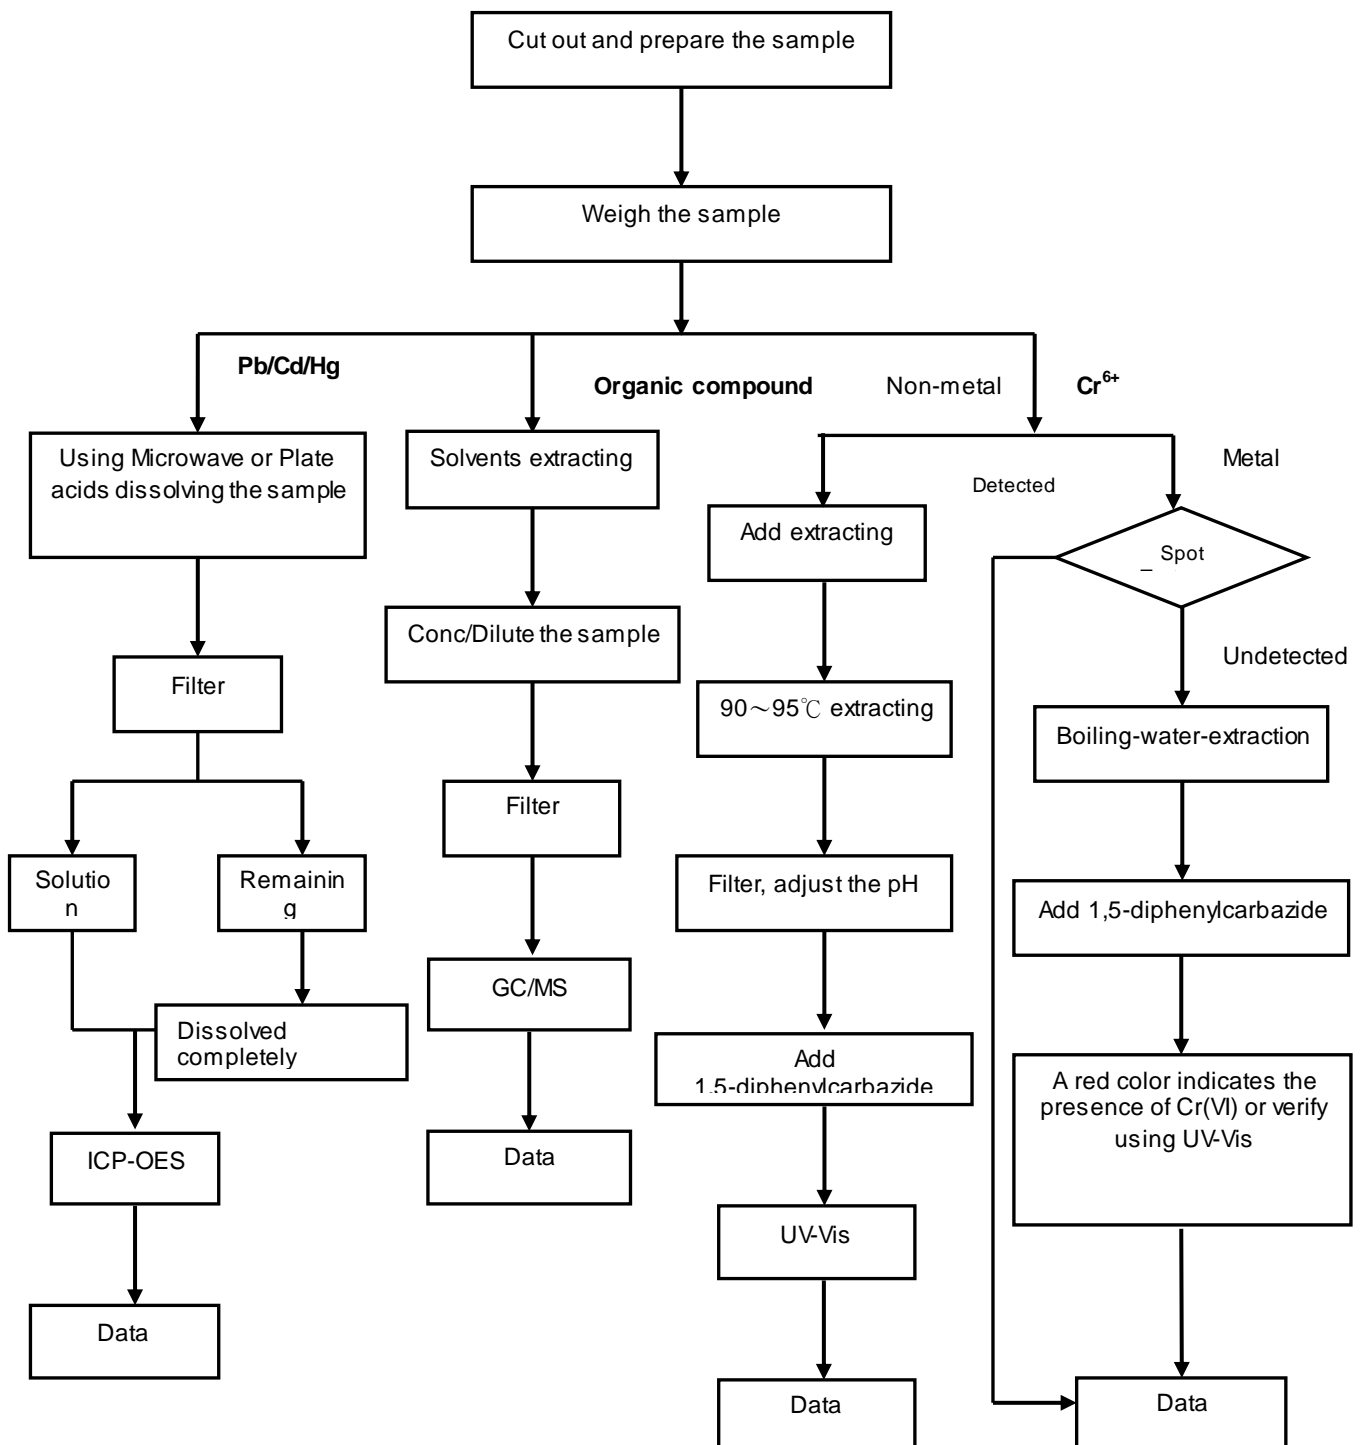 Cut out and prepare the sample
Weigh the sample
Pb/Cd/Hg
Organic compound
Non-metal
Cr⁶⁺
Using Microwave or Plate
acids dissolving the sample
Solvents extracting
Metal
Detected
Add extracting
Spot
Conc/Dilute the sample
Undetected
Filter
90～95℃ extracting
Boiling-water-extraction
Filter
Solutio
n
Remainin
g
Filter, adjust the pH
Add 1,5-diphenylcarbazide
GC/MS
Dissolved
completely
Add
1,5-diphenylcarbazide
A red color indicates the
presence of Cr(VI) or verify
using UV-Vis
ICP-OES
Data
UV-Vis
Data
Data
Data